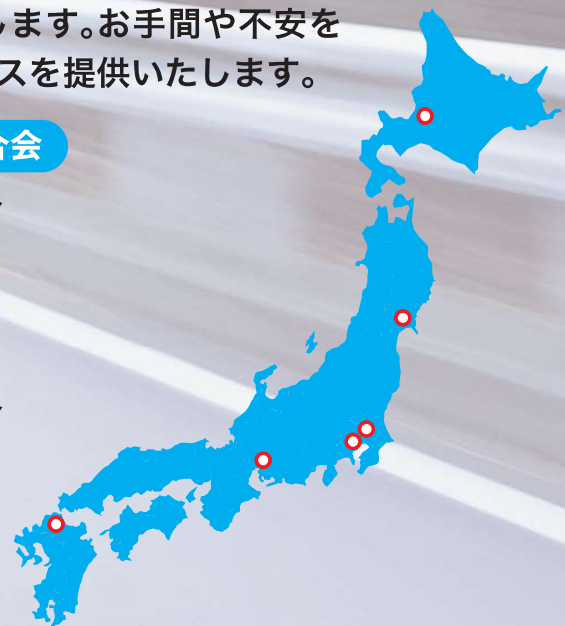 します。お手間や不安を
スを提供いたします。
合会